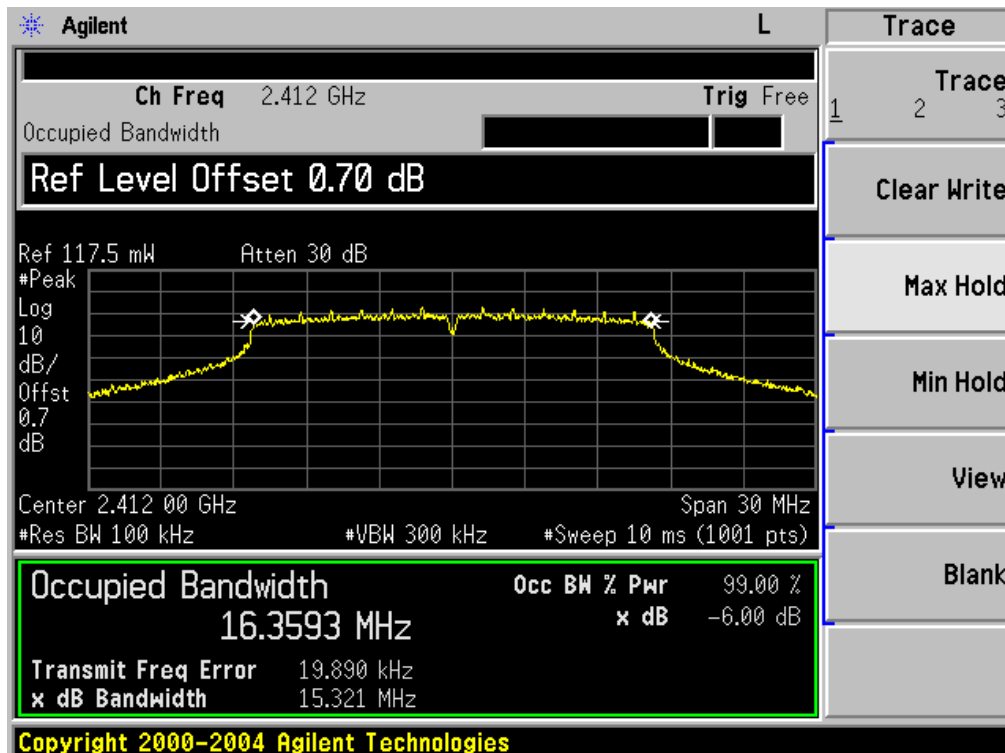 Agilent L Trace
Ch Freq 2.412 GHz Trig Free
Occupied Bandwidth
Ref Level Offset 0.70 dB
Ref 117.5 mW Atten 30 dB
#Peak
Log
10
dB/
Offst
0.7
dB
Center 2.412 00 GHz Span 30 MHz
#Res BW 100 kHz #VBW 300 kHz #Sweep 10 ms (1001 pts)
Occupied Bandwidth
16.3593 MHz
Occ BW % Pwr 99.00 %
x dB -6.00 dB
Transmit Freq Error 19.890 kHz
x dB Bandwidth 15.321 MHz
Trace
1 2 3
Clear Write
Max Hold
Min Hold
View
Blank
Copyright 2000-2004 Agilent Technologies